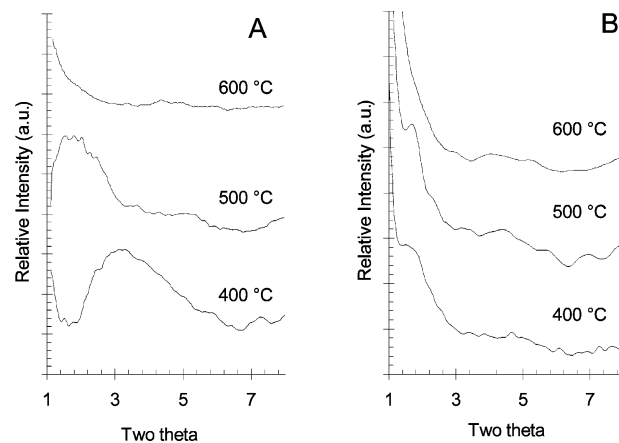 A
Relative Intensity (a.u.)
600 °C
500 °C
400 °C
1 3 5 7
Two theta
B
Relative Intensity (a.u.)
600 °C
500 °C
400 °C
1 3 5 7
Two theta